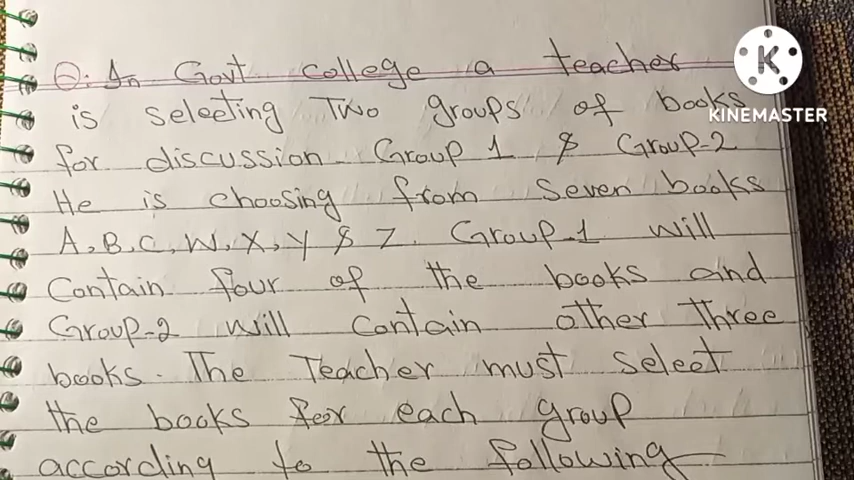 Q. In Govt college a teacher
is selecting Two groups of books
for discussion Group 1 & Group-2
He is choosing from seven books
A, B, C, W, X, Y & Z. Group-1 will
Contain four of the books and
Group-2 will contain other three
books. The Teacher must select
the books for each group
according to the following
K
KINEMASTER